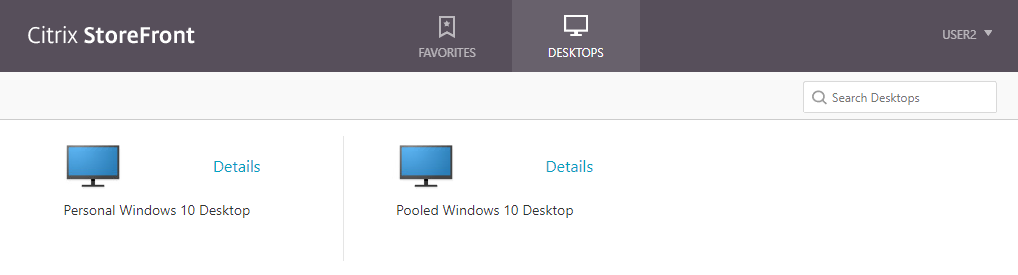 Citrix StoreFront
FAVORITES
DESKTOPS
USER2
Search Desktops
Details
Details
Personal Windows 10 Desktop
Pooled Windows 10 Desktop